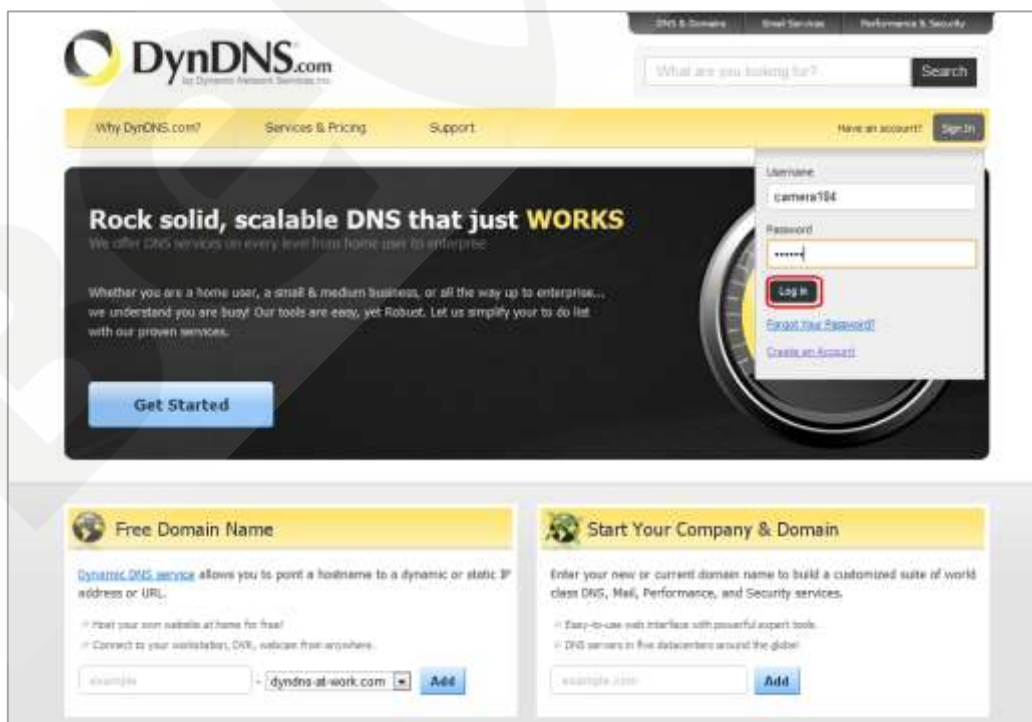 DNS & Domains Email Services Performance & Security
DynDNS.com
by Dynamic Network Services Inc.
What are you looking for? Search
Why DynDNS.com? Services & Pricing Support Have an account? Sign In
Username
camera104
Password
••••••
Log in
Forgot Your Password?
Create an Account
Rock solid, scalable DNS that just WORKS
We offer DNS services on every level from home user to enterprise
Whether you are a home user, a small & medium business, or all the way up to enterprise...
we understand you are busy! Our tools are easy, yet Robust. Let us simplify your to do list
with our proven services.
Get Started
Free Domain Name
Dynamic DNS service allows you to point a hostname to a dynamic or static IP
address or URL.
Host your own website at home for free!
Connect to your workstation, DVR, webcam from anywhere.
example - dyndns-at-work.com Add
Start Your Company & Domain
Enter your new or current domain name to build a customized suite of world
class DNS, Mail, Performance, and Security services.
Easy-to-use web interface with powerful expert tools.
DNS servers in five datacenters around the globe!
example.com Add